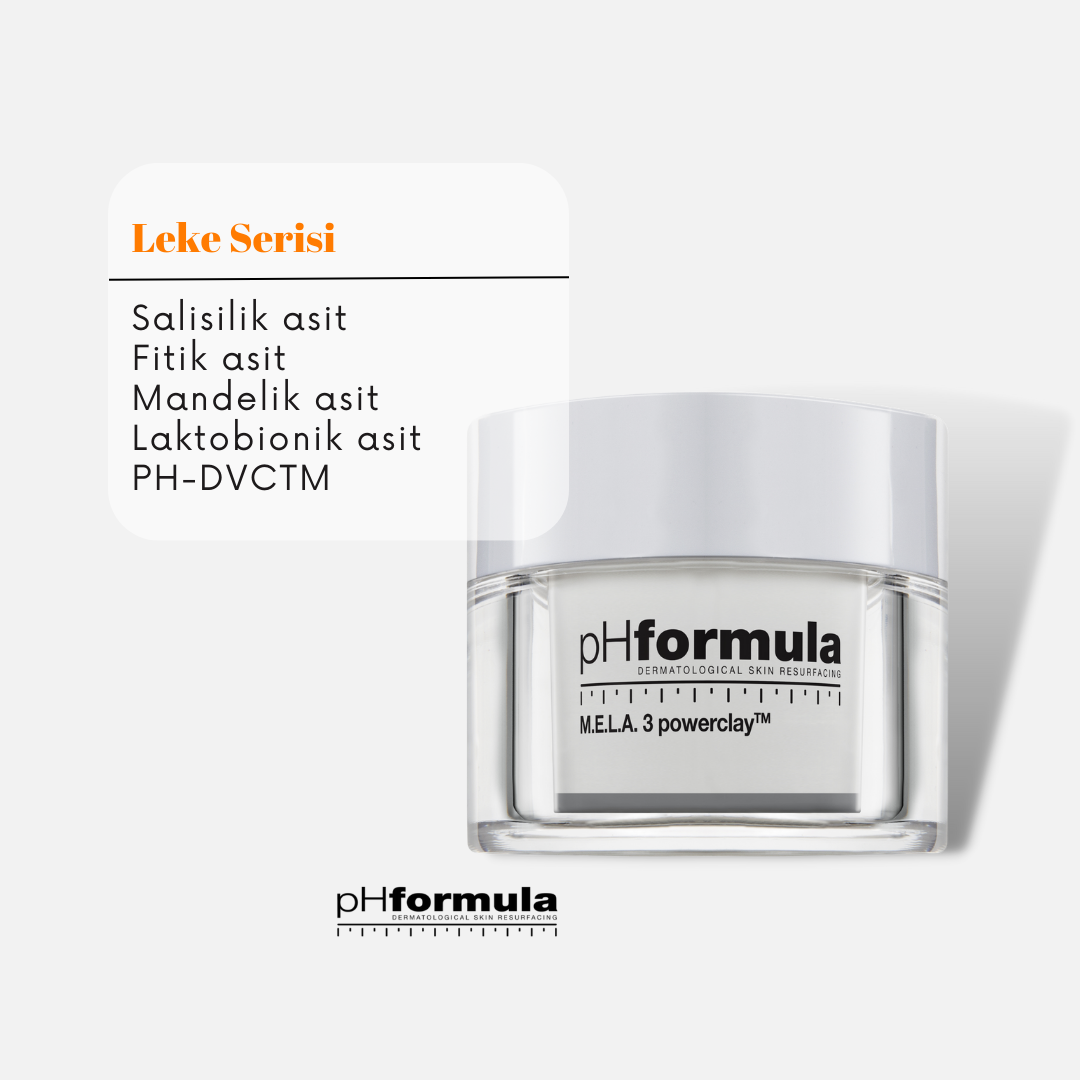 Leke Serisi
Salisilik asit
Fitik asit
Mandelik asit
Laktobionik asit
PH-DVCTM
pHformula
DERMATOLOGICAL SKIN RESURFACING
M.E.L.A. 3 powerclay™
pHformula
DERMATOLOGICAL SKIN RESURFACING